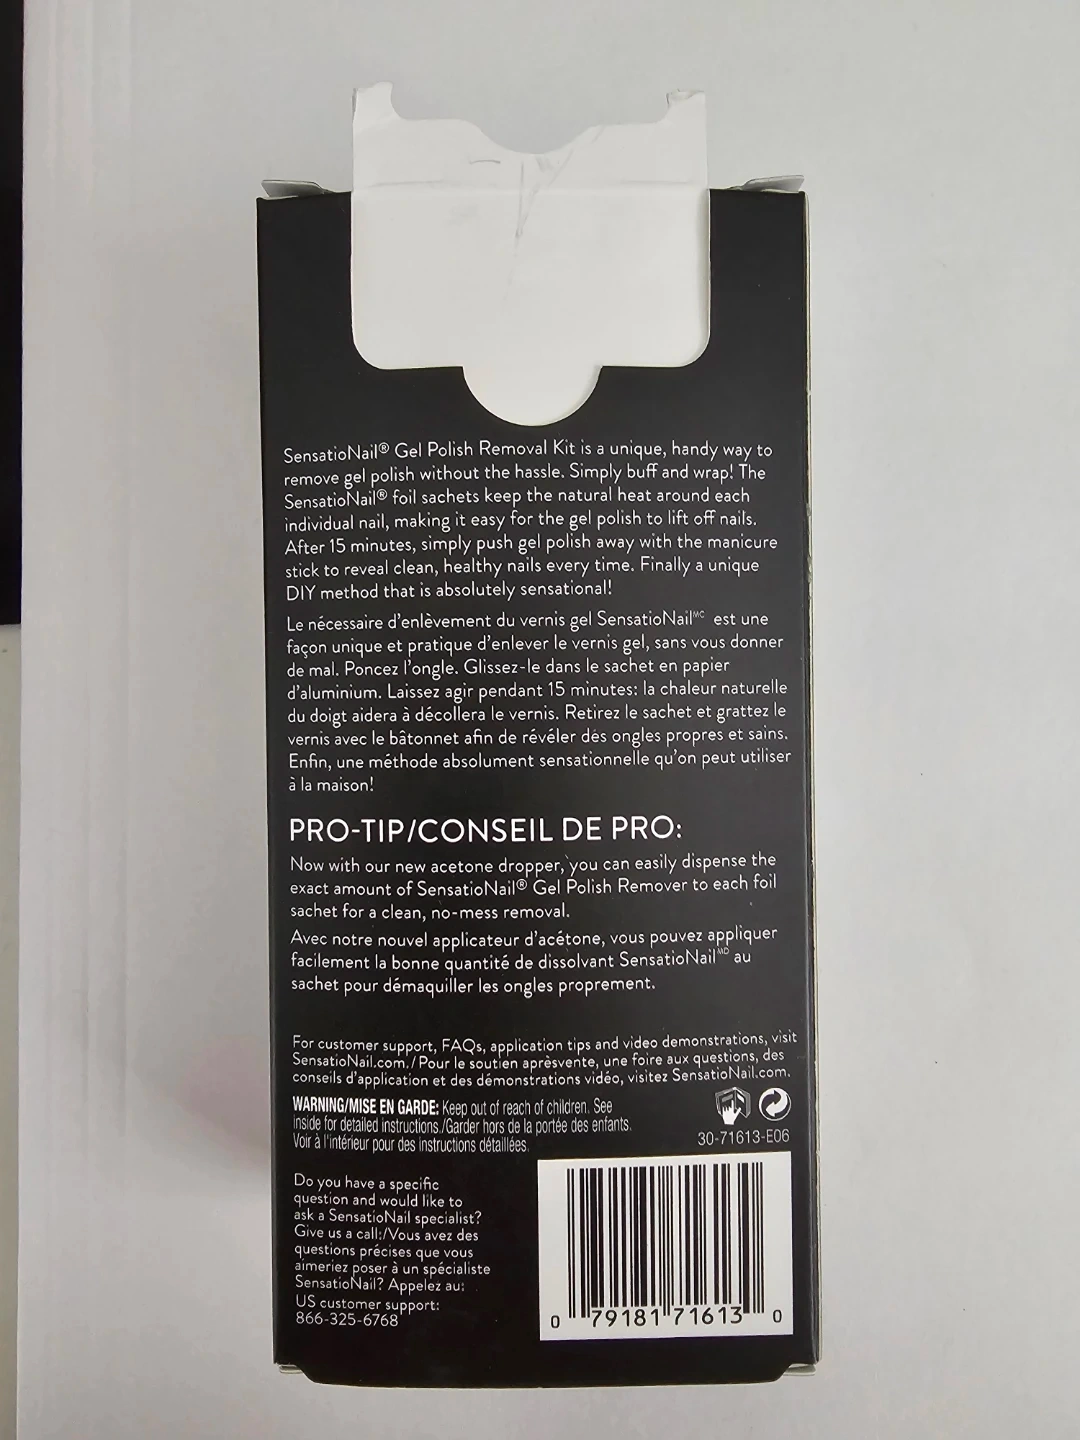 SensatioNail® Gel Polish Removal Kit is a unique, handy way to
remove gel polish without the hassle. Simply buff and wrap! The
SensatioNail® foil sachets keep the natural heat around each
individual nail, making it easy for the gel polish to lift off nails.
After 15 minutes, simply push gel polish away with the manicure
stick to reveal clean, healthy nails every time. Finally a unique
DIY method that is absolutely sensational!
Le nécessaire d'enlèvement du vernis gel SensatioNail ᴹᶜ est une
façon unique et pratique d'enlever le vernis gel, sans vous donner
de mal. Poncez l'ongle. Glissez-le dans le sachet en papier
d'aluminium. Laissez agir pendant 15 minutes: la chaleur naturelle
du doigt aidera à décollera le vernis. Retirez le sachet et grattez le
vernis avec le bâtonnet afin de révéler des ongles propres et sains.
Enfin, une méthode absolument sensationnelle qu'on peut utiliser
à la maison!
PRO-TIP/CONSEIL DE PRO:
Now with our new acetone dropper, you can easily dispense the
exact amount of SensatioNail® Gel Polish Remover to each foil
sachet for a clean, no-mess removal.
Avec notre nouvel applicateur d'acétone, vous pouvez appliquer
facilement la bonne quantité de dissolvant SensatioNail ᴹᴰ au
sachet pour démaquiller les ongles proprement.
For customer support, FAQs, application tips and video demonstrations, visit
SensatioNail.com./Pour le soutien aprèsvente, une foire aux questions, des
conseils d'application et des démonstrations vidéo, visitez SensatioNail.com.
WARNING/MISE EN GARDE: Keep out of reach of children. See
inside for detailed instructions./Garder hors de la portée des enfants.
Voir à l'intérieur pour des instructions détaillées.
30-71613-E06
Do you have a specific
question and would like to
ask a SensatioNail specialist?
Give us a call:/Vous avez des
questions précises que vous
aimeriez poser à un spécialiste
SensatioNail? Appelez au:
US customer support:
866-325-6768
0 79181 71613 0